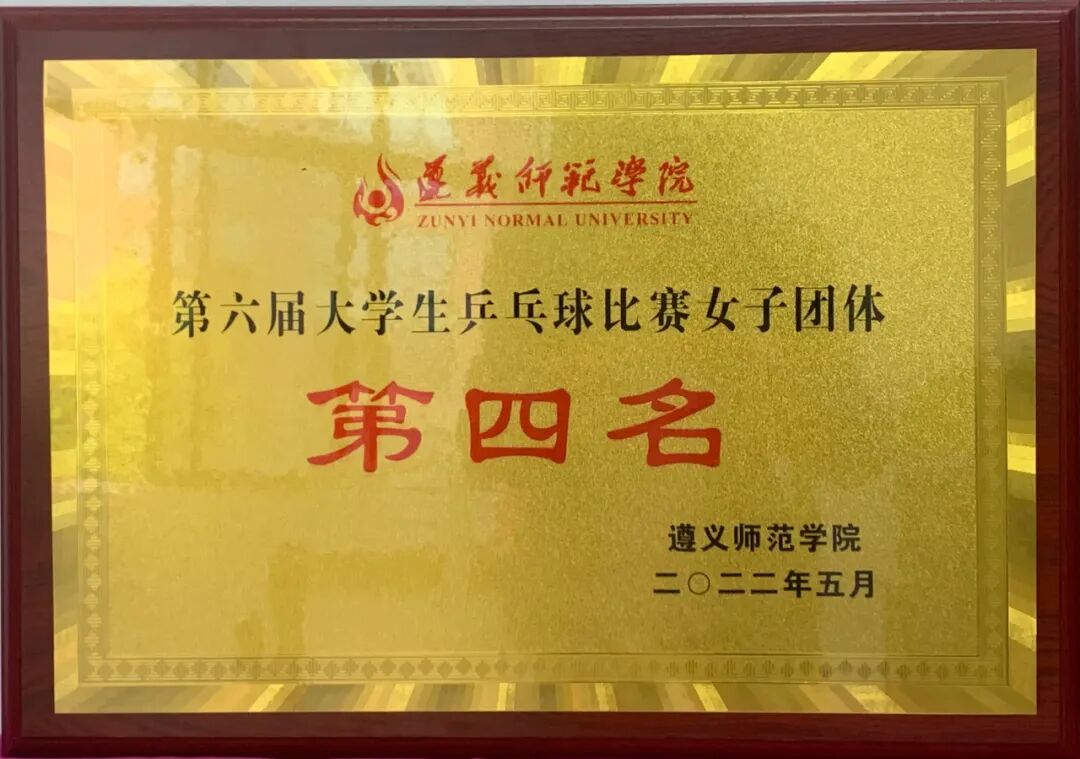 遵義師範學院
ZUNYI NORMAL UNIVERSITY
第六届大学生乒乓球比赛女子团体
第四名
遵义师范学院
二〇二二年五月